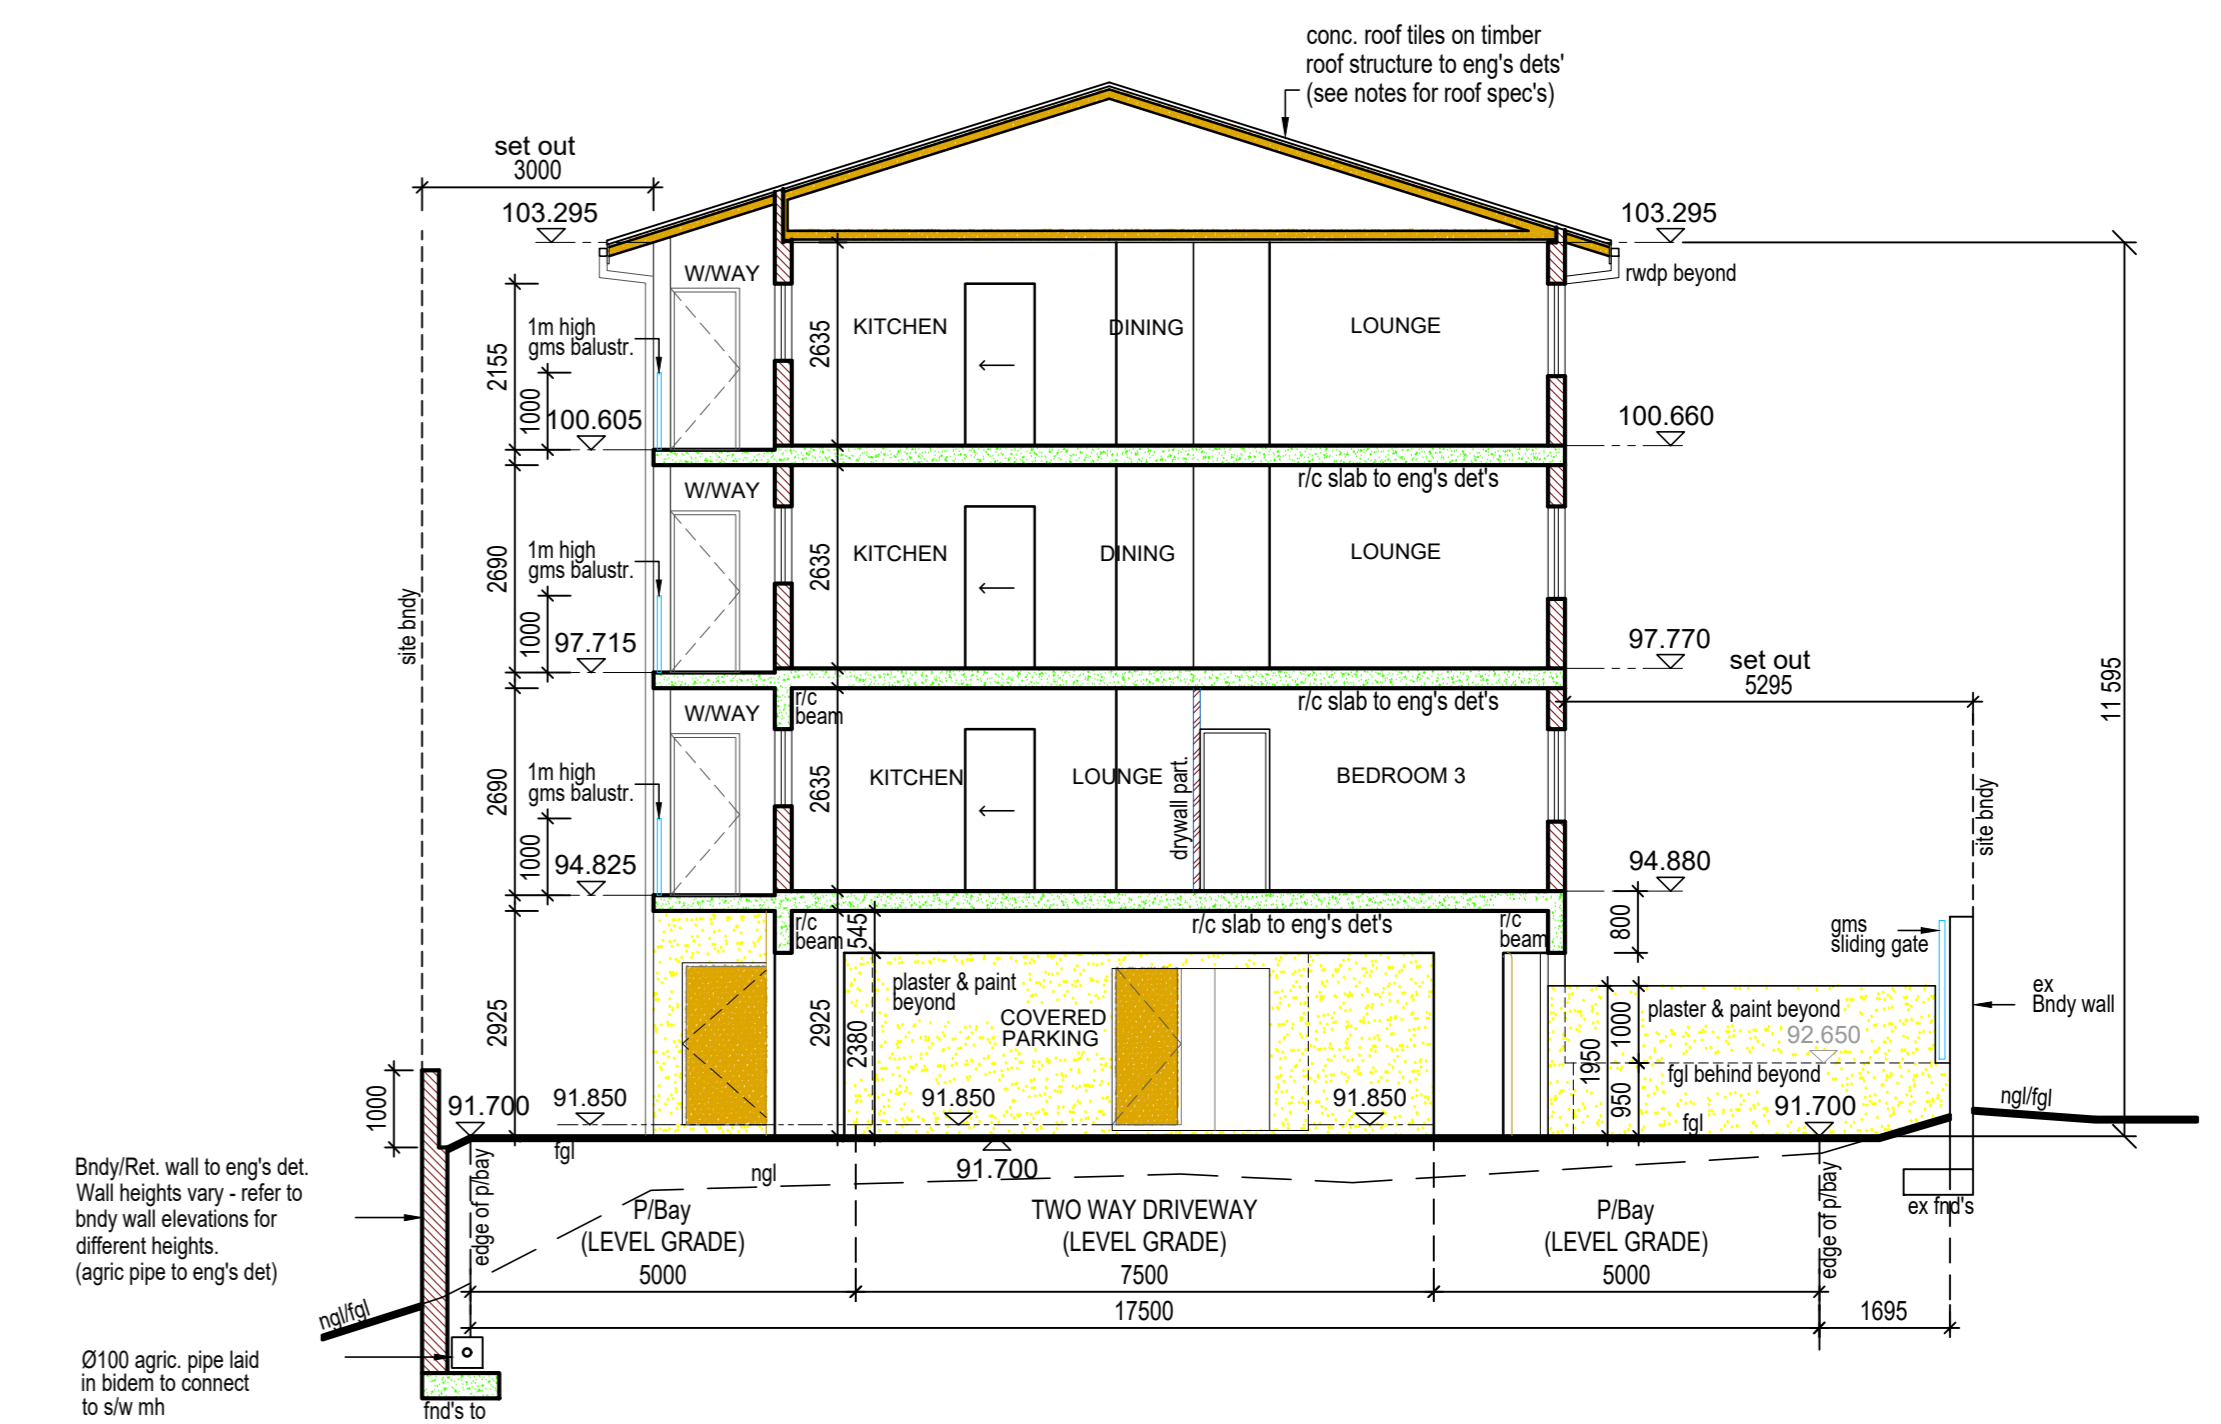 conc. roof tiles on timber
roof structure to eng's dets'
(see notes for roof spec's)
set out
3000
103.295
103.295
rwdp beyond
W/WAY
1m high
gms balustr.
2155
1000
100.605
2635
KITCHEN
DINING
LOUNGE
100.660
r/c slab to eng's det's
W/WAY
1m high
gms balustr.
2690
1000
97.715
2635
KITCHEN
DINING
LOUNGE
97.770
set out
5295
site bndy
11 595
r/c slab to eng's det's
r/c
beam
W/WAY
1m high
gms balustr.
2690
1000
94.825
2635
KITCHEN
LOUNGE
drywall part.
BEDROOM 3
94.880
site bndy
800
r/c slab to eng's det's
r/c
beam
545
r/c
beam
gms
sliding gate
ex
Bndy wall
2925
2925
2380
plaster & paint
beyond
COVERED
PARKING
1950
1000
950
plaster & paint beyond
92.650
fgl behind beyond
1000
91.700
91.850
91.850
91.850
91.700
ngl/fgl
fgl
fgl
ngl
91.700
Bndy/Ret. wall to eng's det.
Wall heights vary - refer to
bndy wall elevations for
different heights.
(agric pipe to eng's det)
edge of p/bay
P/Bay
(LEVEL GRADE)
5000
TWO WAY DRIVEWAY
(LEVEL GRADE)
7500
P/Bay
(LEVEL GRADE)
5000
edge of p/bay
ex fnd's
17500
1695
ngl/fgl
Ø100 agric. pipe laid
in bidem to connect
to s/w mh
fnd's to